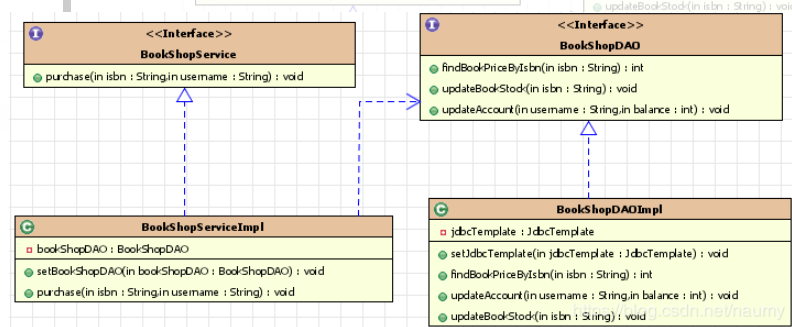 updateBookStock(in isbn : String) : void
<<Interface>>
BookShopService
purchase(in isbn : String,in username : String) : void
<<Interface>>
BookShopDAO
findBookPriceByIsbn(in isbn : String) : int
updateBookStock(in isbn : String) : void
updateAccount(in username : String,in balance : int) : void
BookShopServiceImpl
bookShopDAO : BookShopDAO
setBookShopDAO(in bookShopDAO : BookShopDAO) : void
purchase(in isbn : String,in username : String) : void
BookShopDAOImpl
jdbcTemplate : JdbcTemplate
setJdbcTemplate(in jdbcTemplate : JdbcTemplate) : void
findBookPriceByIsbn(in isbn : String) : int
updateAccount(in username : String,in balance : int) : void
updateBookStock(in isbn : String) : void
https://blog.csdn.net/naumy